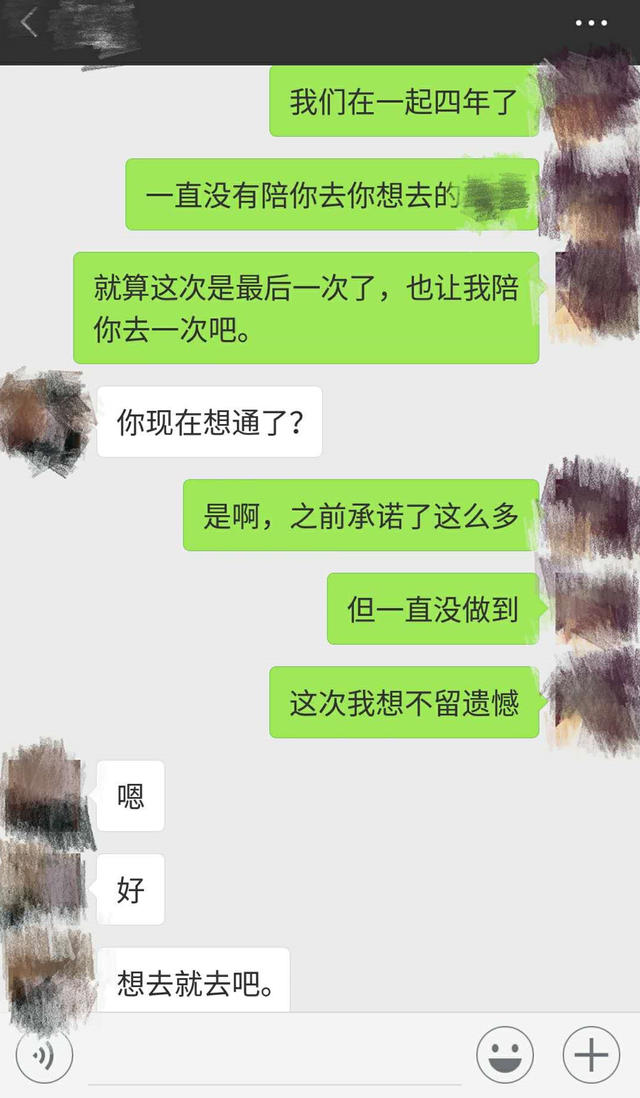 我们在一起四年了
一直没有陪你去你想去的
就算这次是最后一次了，也让我陪
你去一次吧。
你现在想通了？
是啊，之前承诺了这么多
但一直没做到
这次我想不留遗憾
嗯
好
想去就去吧。